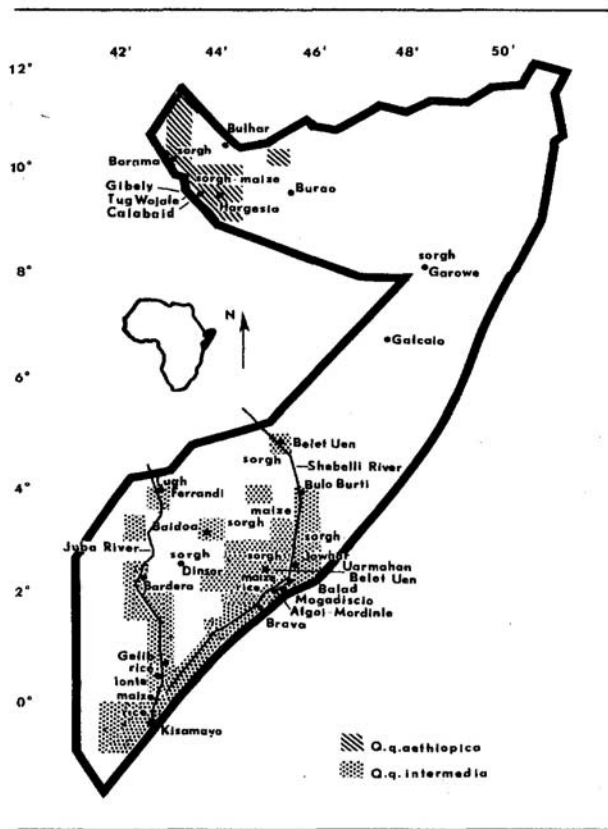 42' 44' 46' 48' 50'
12°
10°
8°
6°
4°
2°
0°
Bulhar
sorgh
Borama
sorgh-maize
Gibely
Tug Wajale
Calabaid
Hargesia
Burao
sorgh
Garowe
N
Galcaio
Belet Uen
sorgh
Shebelli River
Lugh
Ferrandi
Bulo Burti
maize
Baidoa
sorgh
sorgh
Juba River
sorgh
Dinsor
sorgh
Jowhar
Uarmahan
maize
rice
Belet Uen
Bardera
Balad
Mogadiscio
Afgoi-Mordinle
Brava
Gelib
rice
Ionte
maize
rice
Kisamayo
Q.q.aethiopica
Q.q.intermedia